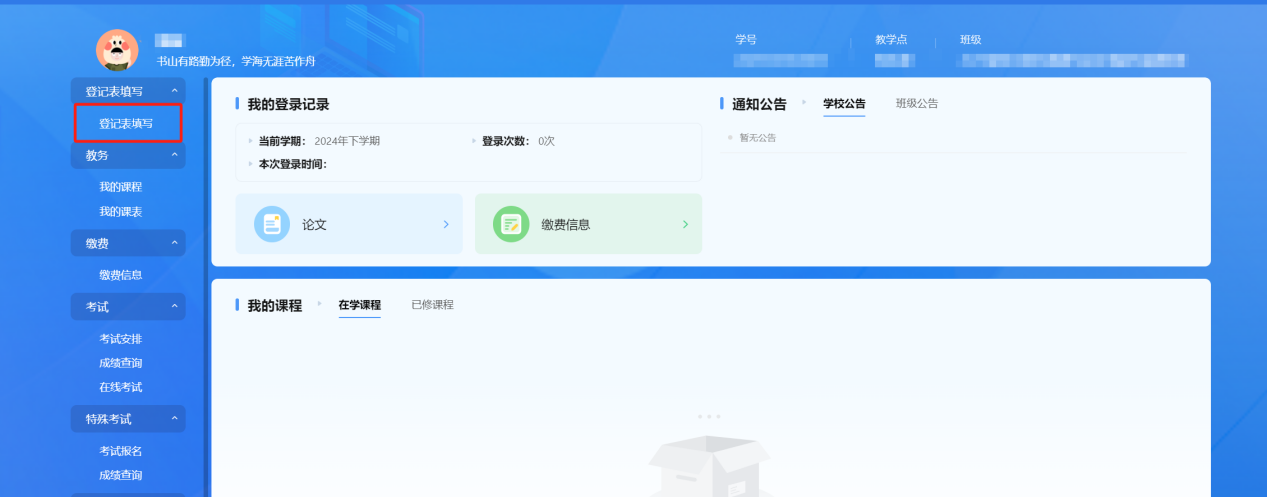 书山有路勤为径，学海无涯苦作舟
学号
教学点
班级
登记表填写
登记表填写
教务
我的课程
我的课表
缴费
缴费信息
考试
考试安排
成绩查询
在线考试
特殊考试
考试报名
成绩查询
我的登录记录
当前学期： 2024年下学期
登录次数： 0次
本次登录时间：
论文
缴费信息
通知公告 学校公告 班级公告
暂无公告
我的课程 在学课程 已修课程